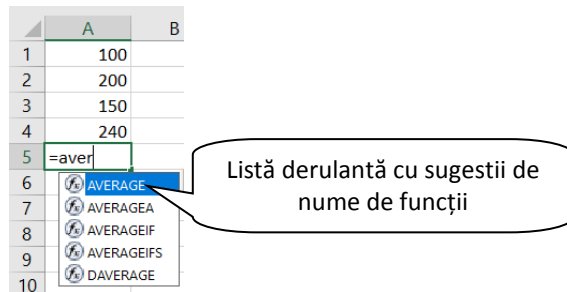 A B
1 100
2 200
3 150
4 240
5 =aver
6 AVERAGE
7 AVERAGEA
8 AVERAGEIF
9 AVERAGEIFS
10 DAVERAGE
Listă derulantă cu sugestii de
nume de funcții